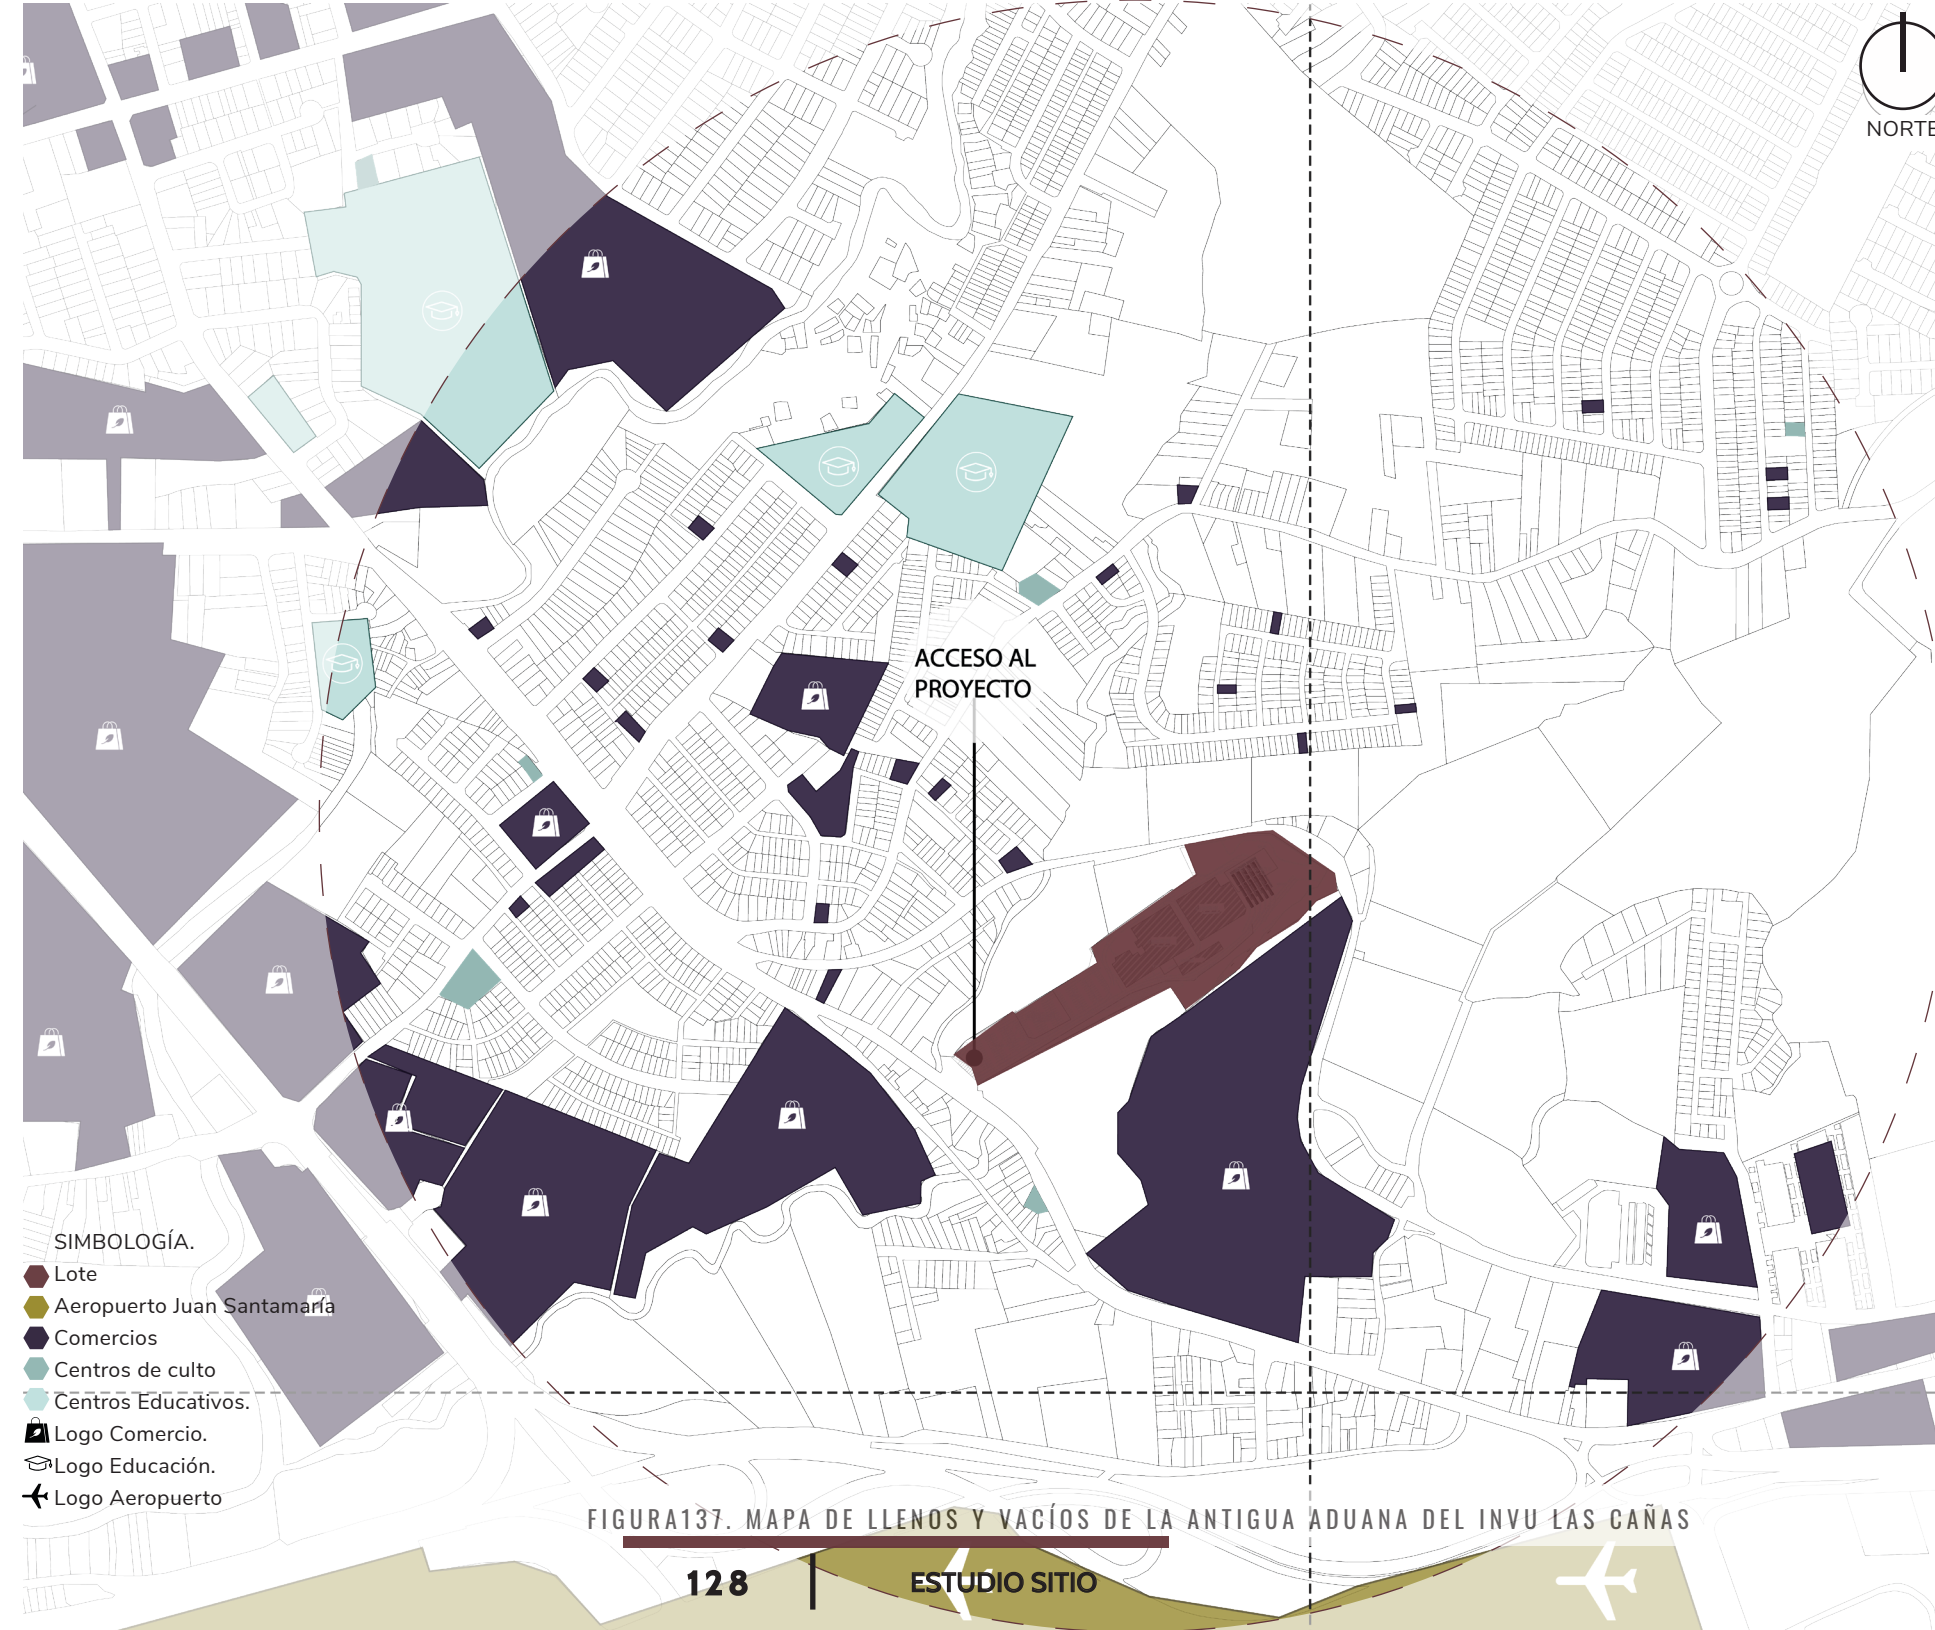 NORTE
ACCESO AL
PROYECTO
SIMBOLOGÍA.
Lote
Aeropuerto Juan Santamaría
Comercios
Centros de culto
Centros Educativos.
Logo Comercio.
Logo Educación.
Logo Aeropuerto
FIGURA137. MAPA DE LLENOS Y VACÍOS DE LA ANTIGUA ADUANA DEL INVU LAS CAÑAS
128
ESTUDIO SITIO